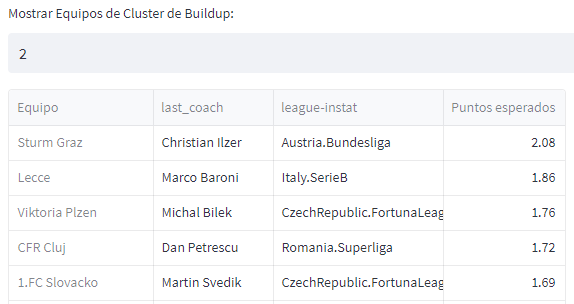 Mostrar Equipos de Cluster de Buildup:
2
Equipo last_coach league-instat Puntos esperados
Sturm Graz Christian Ilzer Austria.Bundesliga 2.08
Lecce Marco Baroni Italy.SerieB 1.86
Viktoria Plzen Michal Bilek CzechRepublic.FortunaLeag 1.76
CFR Cluj Dan Petrescu Romania.Superliga 1.72
1.FC Slovacko Martin Svedik CzechRepublic.FortunaLeag 1.69